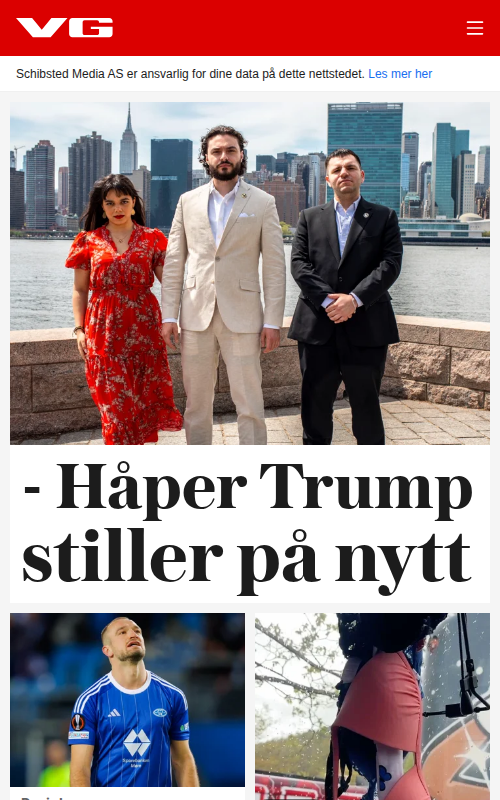 VG
Schibsted Media AS er ansvarlig for dine data på dette nettstedet. Les mer her
- Håper Trump
stiller på nytt